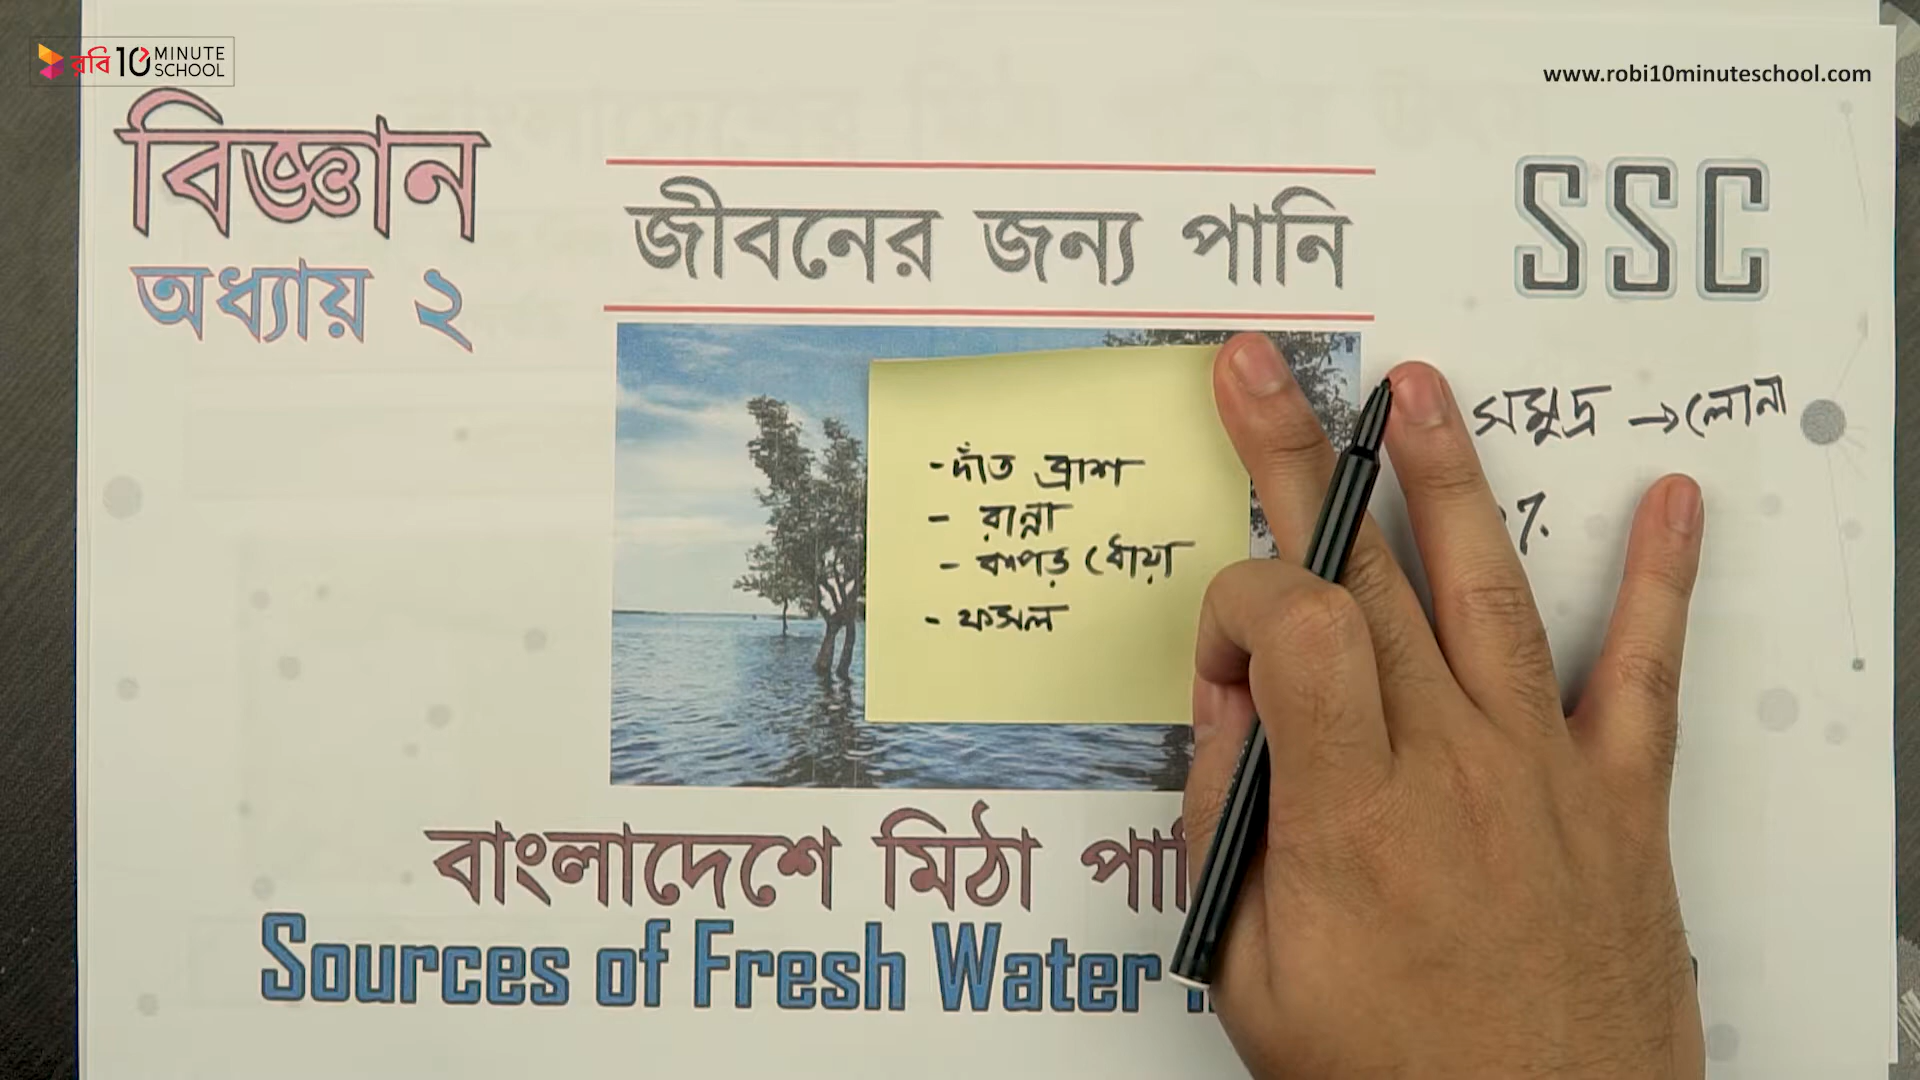 রবি 10 MINUTE SCHOOL
www.robi10minuteschool.com
বিজ্ঞান
অধ্যায় ২
জীবনের জন্য পানি
SSC
সমুদ্র → লোনা
%
- দাঁত ব্রাশ
- রান্না
- কাপড় ধোয়া
- ফসল
বাংলাদেশে মিঠা
Sources of Fresh Water